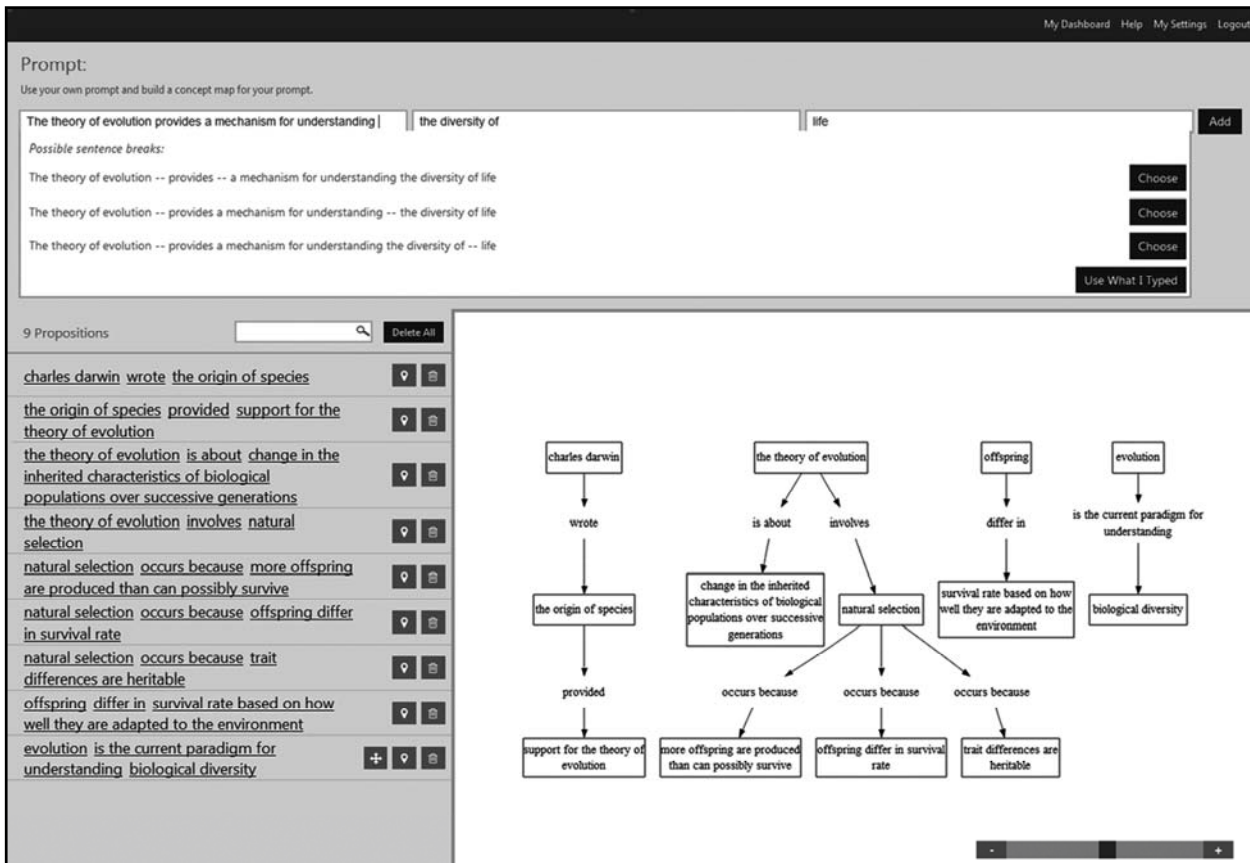 My Dashboard Help My Settings Logout
Prompt:
Use your own prompt and build a concept map for your prompt.
The theory of evolution provides a mechanism for understanding the diversity of life Add
Possible sentence breaks:
The theory of evolution -- provides -- a mechanism for understanding the diversity of life Choose
The theory of evolution -- provides a mechanism for understanding -- the diversity of life Choose
The theory of evolution -- provides a mechanism for understanding the diversity of -- life Choose
Use What I Typed
9 Propositions Delete All
charles darwin wrote the origin of species
the origin of species provided support for the
theory of evolution
the theory of evolution is about change in the
inherited characteristics of biological
populations over successive generations
the theory of evolution involves natural
selection
natural selection occurs because more offspring
are produced than can possibly survive
natural selection occurs because offspring differ
in survival rate
natural selection occurs because trait
differences are heritable
offspring differ in survival rate based on how
well they are adapted to the environment
evolution is the current paradigm for
understanding biological diversity
charles darwin
wrote
the origin of species
provided
support for the theory of
evolution
the theory of evolution
is about
change in the inherited
characteristics of biological
populations over successive
generations
involves
natural selection
occurs because
more offspring are produced
than can possibly survive
occurs because
offspring differ in survival
rate
occurs because
trait differences are
heritable
offspring
differ in
survival rate based on how
well they are adapted to the
environment
evolution
is the current paradigm for
understanding
biological diversity
- +